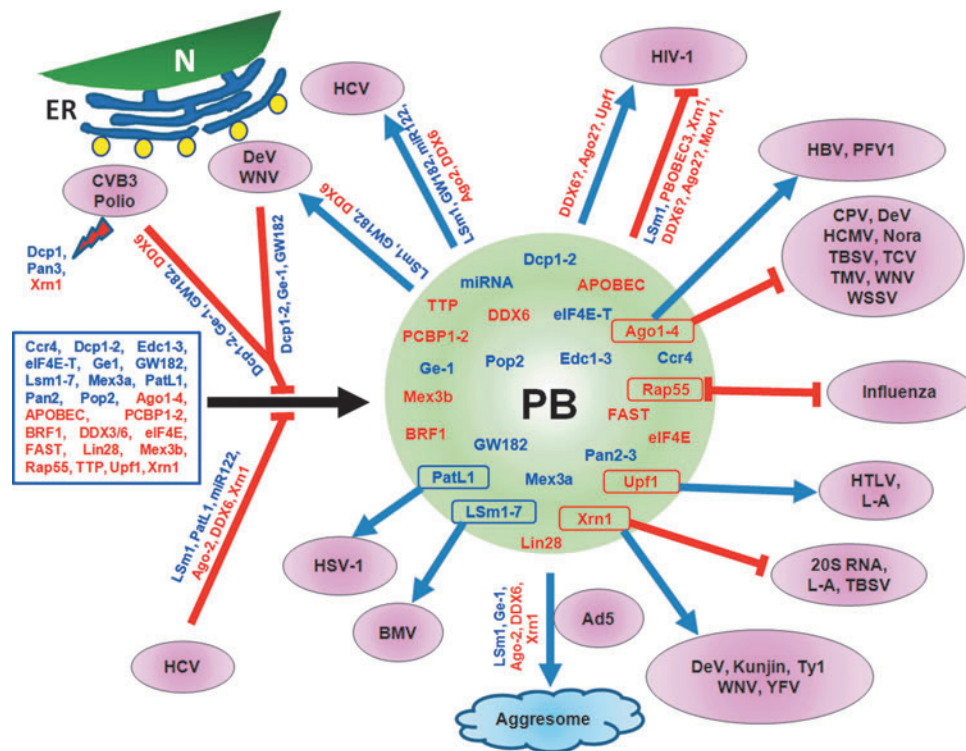 N
ER
HCV
HIV-1
DeV
WNV
CVB3
Polio
Dcp1,
Pan3,
Xrn1
DDX6
Dcp1-2, Ge-1, GW182,
Dcp1-2, Ge-1, GW182
LSm1, GW182, DDX6
LSm1, GW182, miR122,
Ago2, DDX6
DDX6?, Ago2?, Upf1
LSm1, PBOBEC3, Xrn1,
DDX6?, Ago2?, Mov1,
HBV, PFV1
CPV, DeV
HCMV, Nora
TBSV, TCV
TMV, WNV
WSSV
Ccr4, Dcp1-2, Edc1-3,
eIF4E-T, Ge1, GW182,
Lsm1-7, Mex3a, PatL1,
Pan2, Pop2, Ago1-4,
APOBEC, PCBP1-2,
BRF1, DDX3/6, eIF4E,
FAST, Lin28, Mex3b,
Rap55, TTP, Upf1, Xrn1
Dcp1-2
miRNA
APOBEC
TTP
DDX6
eIF4E-T
Ago1-4
PCBP1-2
Ge-1
Pop2
Edc1-3
Ccr4
Mex3b
PB
Rap55
FAST
BRF1
eIF4E
GW182
Pan2-3
PatL1
Mex3a
Upf1
LSm1-7
Xrn1
Lin28
Influenza
HTLV,
L-A
20S RNA,
L-A, TBSV
LSm1, PatL1, miR122,
Ago-2, DDX6, Xrn1
HCV
HSV-1
BMV
LSm1, Ge-1,
Ago-2, DDX6,
Xrn1
Ad5
Aggresome
DeV, Kunjin, Ty1
WNV, YFV